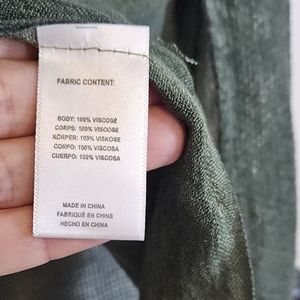 FABRIC CONTENT:
BODY: 100% VISCOSE
CORPS: 100% VISCOSE
KÖRPER: 100% VISKOSE
CORPO: 100% VISCOSA
CUERPO: 100% VISCOSA
MADE IN CHINA
FABRIQUÉ EN CHINE
HECHO EN CHINA